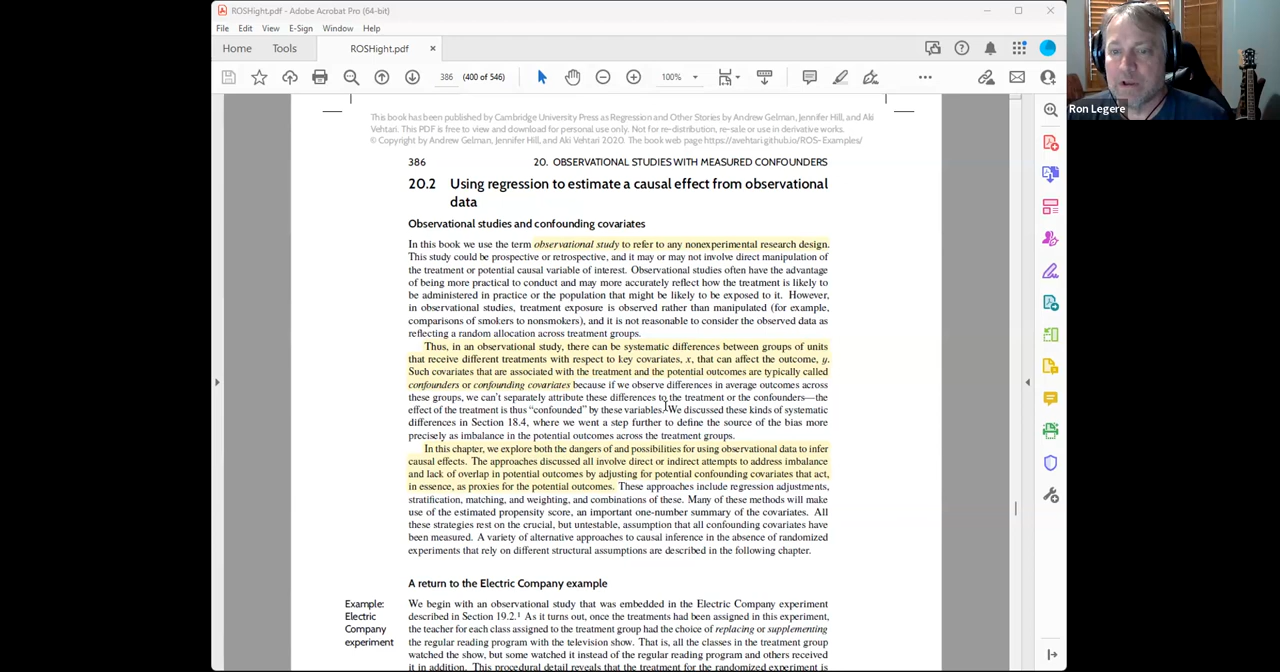 ROSHight.pdf - Adobe Acrobat Pro (64-bit)
File Edit View E-Sign Window Help
Home Tools ROSHight.pdf ×
386 (400 of 546) 100%
Ron Legere
This book has been published by Cambridge University Press as Regression and Other Stories by Andrew Gelman, Jennifer Hill, and Aki
Vehtari. This PDF is free to view and download for personal use only. Not for re-distribution, re-sale or use in derivative works.
© Copyright by Andrew Gelman, Jennifer Hill, and Aki Vehtari 2020. The book web page https://avehtari.github.io/ROS-Examples/
386 20. OBSERVATIONAL STUDIES WITH MEASURED CONFOUNDERS
20.2 Using regression to estimate a causal effect from observational
data
Observational studies and confounding covariates
In this book we use the term observational study to refer to any nonexperimental research design.
This study could be prospective or retrospective, and it may or may not involve direct manipulation of
the treatment or potential causal variable of interest. Observational studies often have the advantage
of being more practical to conduct and may more accurately reflect how the treatment is likely to
be administered in practice or the population that might be likely to be exposed to it. However,
in observational studies, treatment exposure is observed rather than manipulated (for example,
comparisons of smokers to nonsmokers), and it is not reasonable to consider the observed data as
reflecting a random allocation across treatment groups.
Thus, in an observational study, there can be systematic differences between groups of units
that receive different treatments with respect to key covariates, x, that can affect the outcome, y.
Such covariates that are associated with the treatment and the potential outcomes are typically called
confounders or confounding covariates because if we observe differences in average outcomes across
these groups, we can't separately attribute these differences to the treatment or the confounders—the
effect of the treatment is thus "confounded" by these variables. We discussed these kinds of systematic
differences in Section 18.4, where we went a step further to define the source of the bias more
precisely as imbalance in the potential outcomes across the treatment groups.
In this chapter, we explore both the dangers of and possibilities for using observational data to infer
causal effects. The approaches discussed all involve direct or indirect attempts to address imbalance
and lack of overlap in potential outcomes by adjusting for potential confounding covariates that act,
in essence, as proxies for the potential outcomes. These approaches include regression adjustments,
stratification, matching, and weighting, and combinations of these. Many of these methods will make
use of the estimated propensity score, an important one-number summary of the covariates. All
these strategies rest on the crucial, but untestable, assumption that all confounding covariates have
been measured. A variety of alternative approaches to causal inference in the absence of randomized
experiments that rely on different structural assumptions are described in the following chapter.
A return to the Electric Company example
Example:
Electric
Company
experiment
We begin with an observational study that was embedded in the Electric Company experiment
described in Section 19.2.¹ As it turns out, once the treatments had been assigned in this experiment,
the teacher for each class assigned to the treatment group had the choice of replacing or supplementing
the regular reading program with the television show. That is, all the classes in the treatment group
watched the show, but some watched it instead of the regular reading program and others received
it in addition. This procedural detail reveals that the treatment for the randomized experiment is